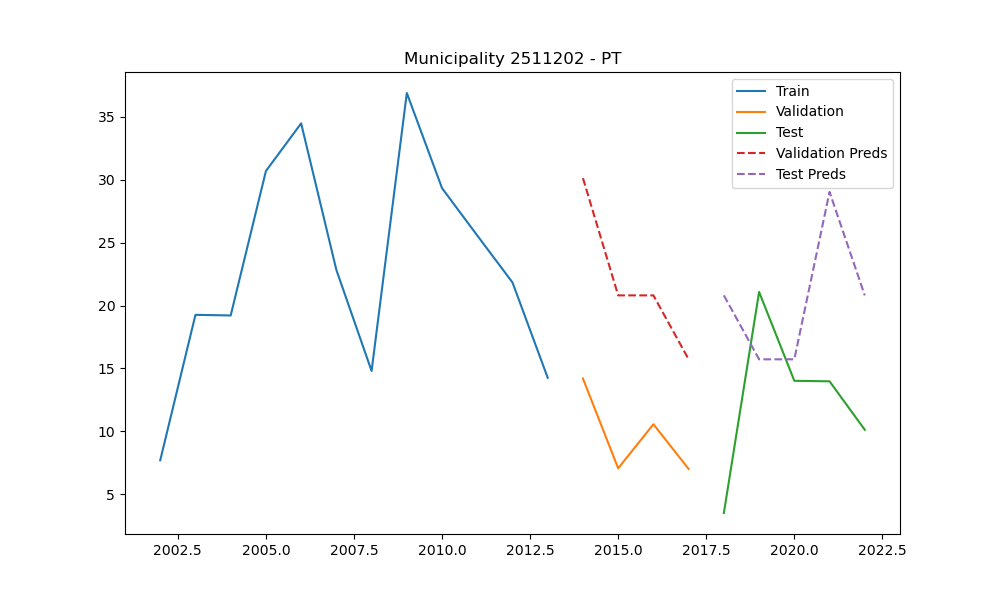 Municipality 2511202 - PT
Train
Validation
Test
Validation Preds
Test Preds
35
30
25
20
15
10
5
2002.5 2005.0 2007.5 2010.0 2012.5 2015.0 2017.5 2020.0 2022.5